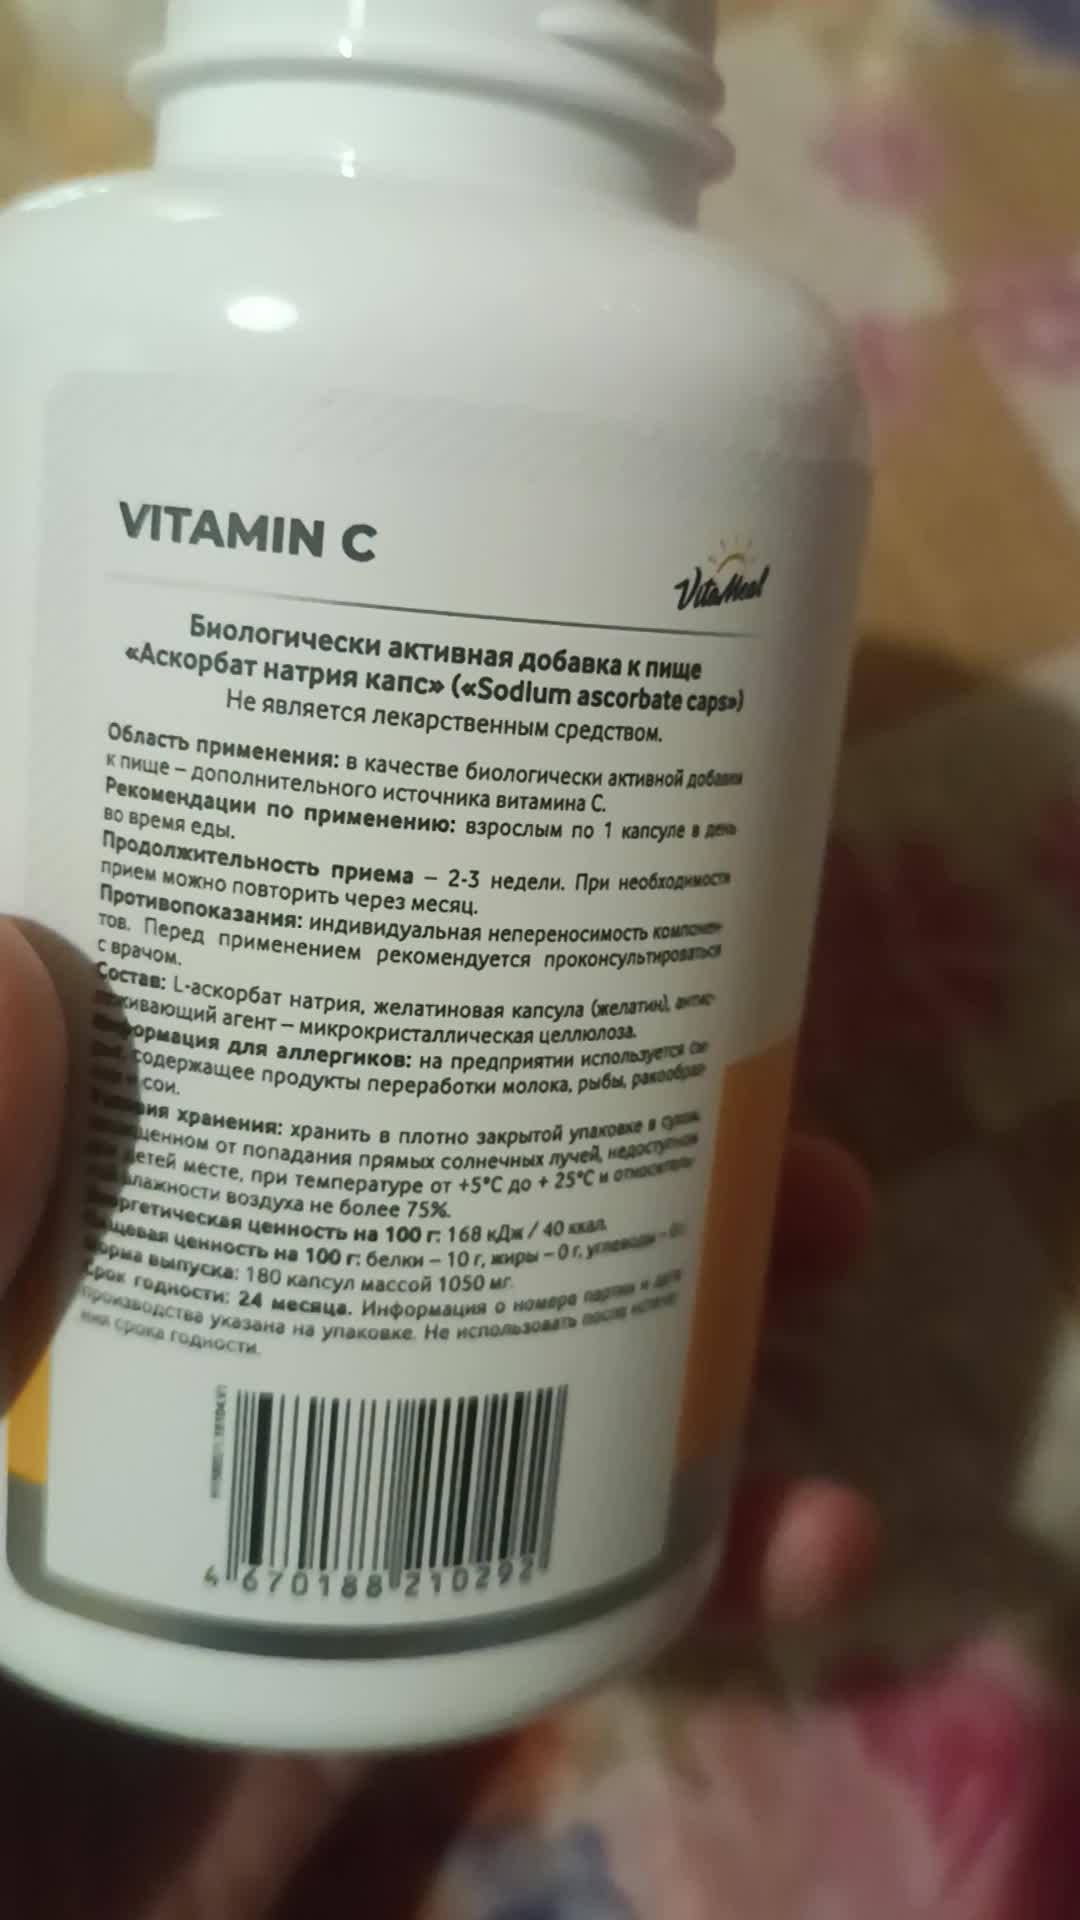 VITAMIN C
VitaMeal
Биологически активная добавка к пище
«Аскорбат натрия капс» («Sodium ascorbate caps»)
Не является лекарственным средством.
Область применения: в качестве биологически активной добавки
к пище – дополнительного источника витамина С.
Рекомендации по применению: взрослым по 1 капсуле в день
во время еды.
Продолжительность приема – 2-3 недели. При необходимости
прием можно повторить через месяц.
Противопоказания: индивидуальная непереносимость компонен-
тов. Перед применением рекомендуется проконсультироваться
с врачом.
Состав: L-аскорбат натрия, желатиновая капсула (желатин),
агент – микрокристаллическая целлюлоза.
для аллергиков: на предприятии используется
содержащее продукты переработки молока, рыбы, ракообраз-
и сои.
хранения: хранить в плотно закрытой упаковке в
от попадания прямых солнечных лучей, недоступном
детей месте, при температуре от +5°С до + 25°С и относитель-
влажности воздуха не более 75%.
ценность на 100 г: 168 кДж / 40 ккал.
ценность на 100 г: белки – 10 г, жиры – 0 г, углеводы –
выпуска: 180 капсул массой 1050 мг.
Срок годности: 24 месяца. Информация о номере партии и дате
производства указана на упаковке. Не использовать после
срока годности.
4 670188 210292